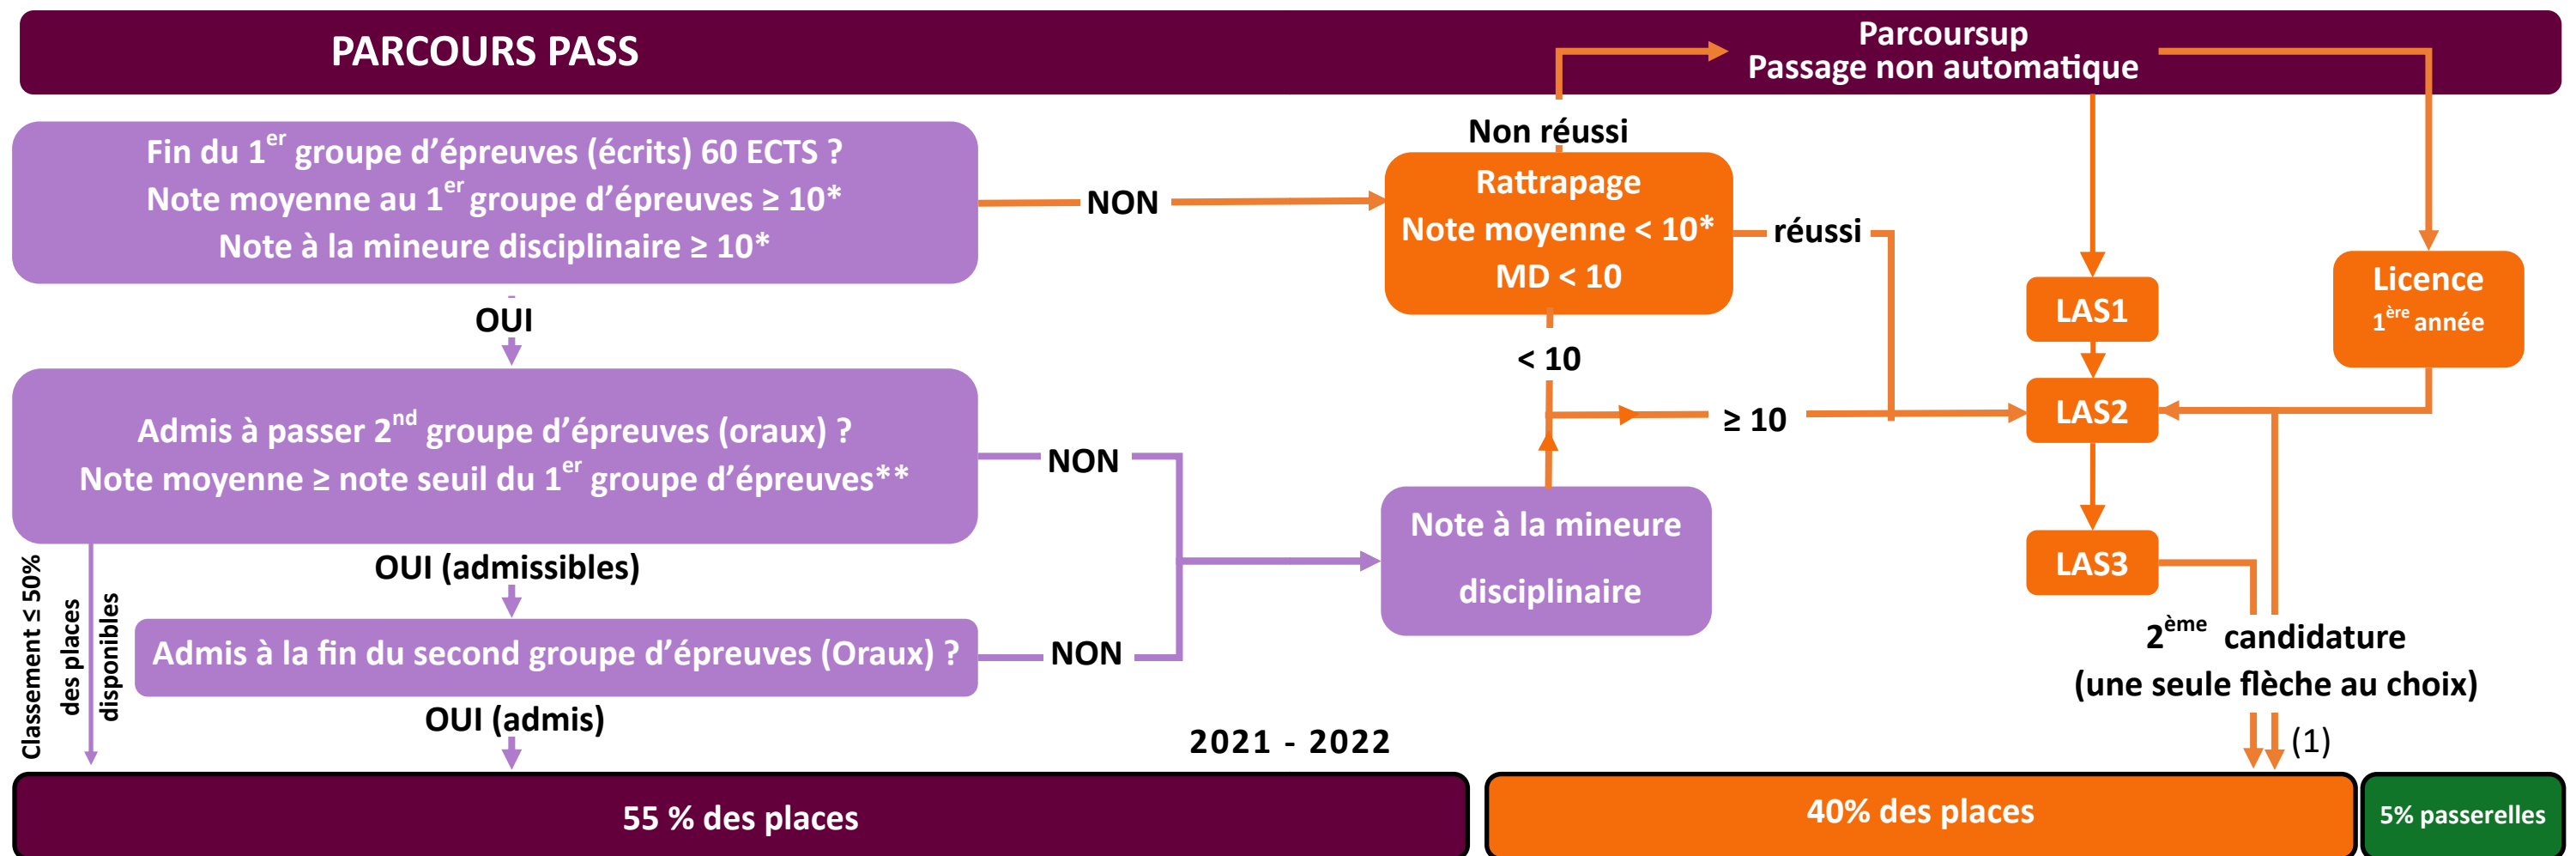 PARCOURS PASS
Parcoursup
Passage non automatique
Fin du 1er groupe d’épreuves (écrits) 60 ECTS ?
Note moyenne au 1er groupe d’épreuves ≥ 10*
Note à la mineure disciplinaire ≥ 10*
NON
Non réussi
Rattrapage
Note moyenne < 10*
MD < 10
réussi
LAS1
Licence
1ère année
OUI
< 10
Admis à passer 2nd groupe d’épreuves (oraux) ?
Note moyenne ≥ note seuil du 1er groupe d’épreuves**
NON
≥ 10
LAS2
Note à la mineure
disciplinaire
LAS3
Classement ≤ 50%
des places
disponibles
OUI (admissibles)
Admis à la fin du second groupe d’épreuves (Oraux) ?
NON
2ème candidature
(une seule flèche au choix)
OUI (admis)
2021 - 2022
(1)
55 % des places
40% des places
5% passerelles